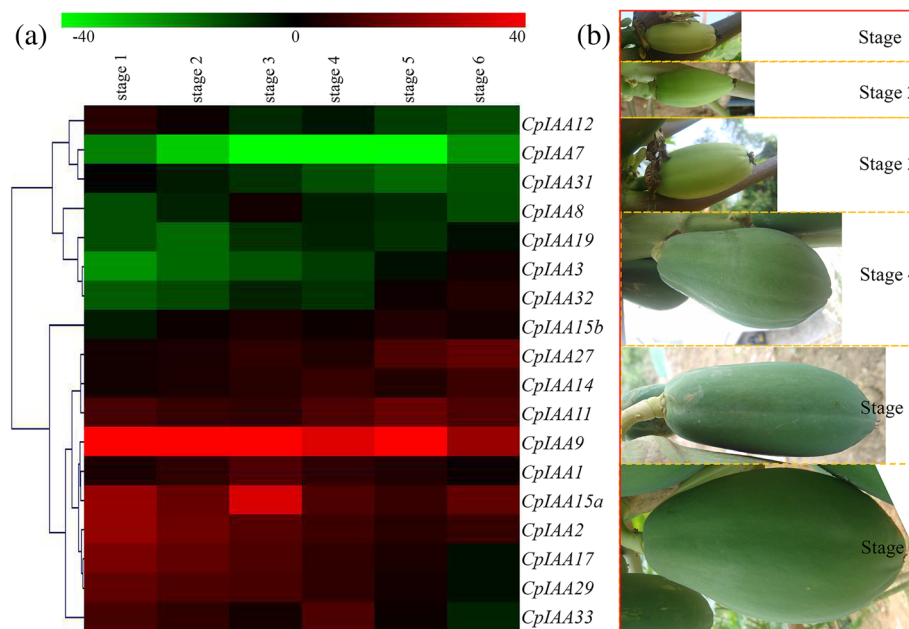 (a)
-40 0 40
stage 1 stage 2 stage 3 stage 4 stage 5 stage 6
CpIAA12
CpIAA7
CpIAA31
CpIAA8
CpIAA19
CpIAA3
CpIAA32
CpIAA15b
CpIAA27
CpIAA14
CpIAA11
CpIAA9
CpIAA1
CpIAA15a
CpIAA2
CpIAA17
CpIAA29
CpIAA33
(b)
Stage
Stage
Stage
Stage
Stage
Stage